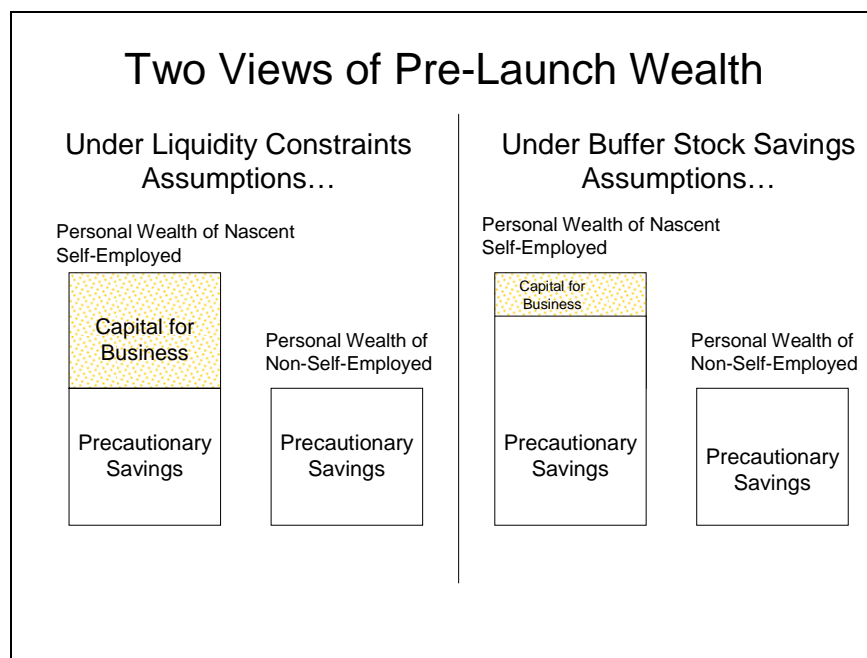 Two Views of Pre-Launch Wealth
Under Liquidity Constraints
Assumptions…
Personal Wealth of Nascent
Self-Employed
Capital for
Business
Precautionary
Savings
Personal Wealth of
Non-Self-Employed
Precautionary
Savings
Under Buffer Stock Savings
Assumptions…
Personal Wealth of Nascent
Self-Employed
Capital for
Business
Precautionary
Savings
Personal Wealth of
Non-Self-Employed
Precautionary
Savings